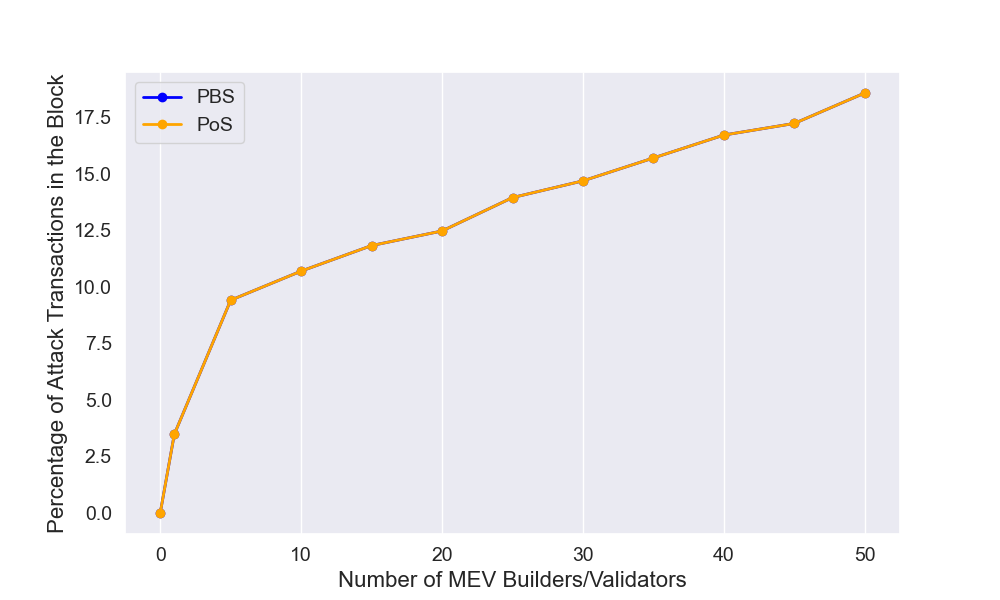 PBS
PoS
Percentage of Attack Transactions in the Block
17.5
15.0
12.5
10.0
7.5
5.0
2.5
0.0
0 10 20 30 40 50
Number of MEV Builders/Validators